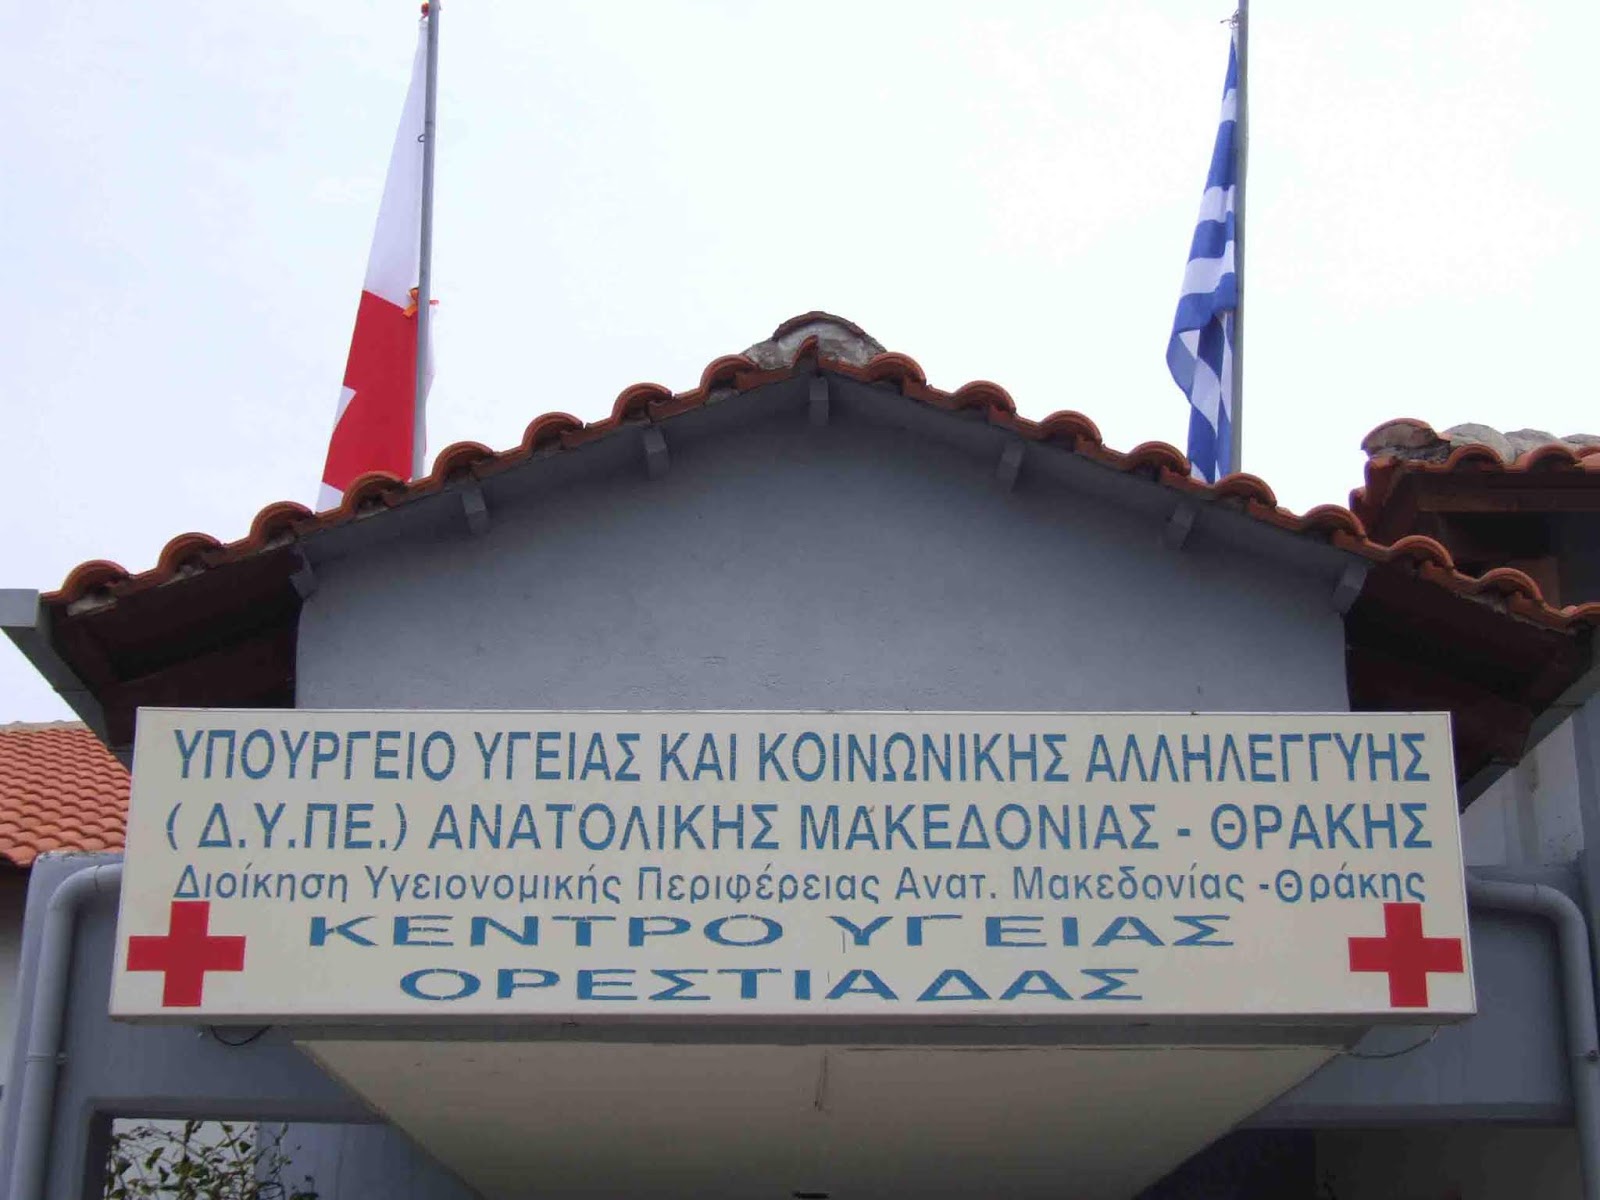 ΥΠΟΥΡΓΕΙΟ ΥΓΕΙΑΣ ΚΑΙ ΚΟΙΝΩΝΙΚΗΣ ΑΛΛΗΛΕΓΓΥΗΣ
( Δ.Υ.ΠΕ.) ΑΝΑΤΟΛΙΚΗΣ ΜΑΚΕΔΟΝΙΑΣ - ΘΡΑΚΗΣ
Διοίκηση Υγειονομικής Περιφέρειας Ανατ. Μακεδονίας -Θράκης
ΚΕΝΤΡΟ ΥΓΕΙΑΣ
ΟΡΕΣΤΙΑΔΑΣ